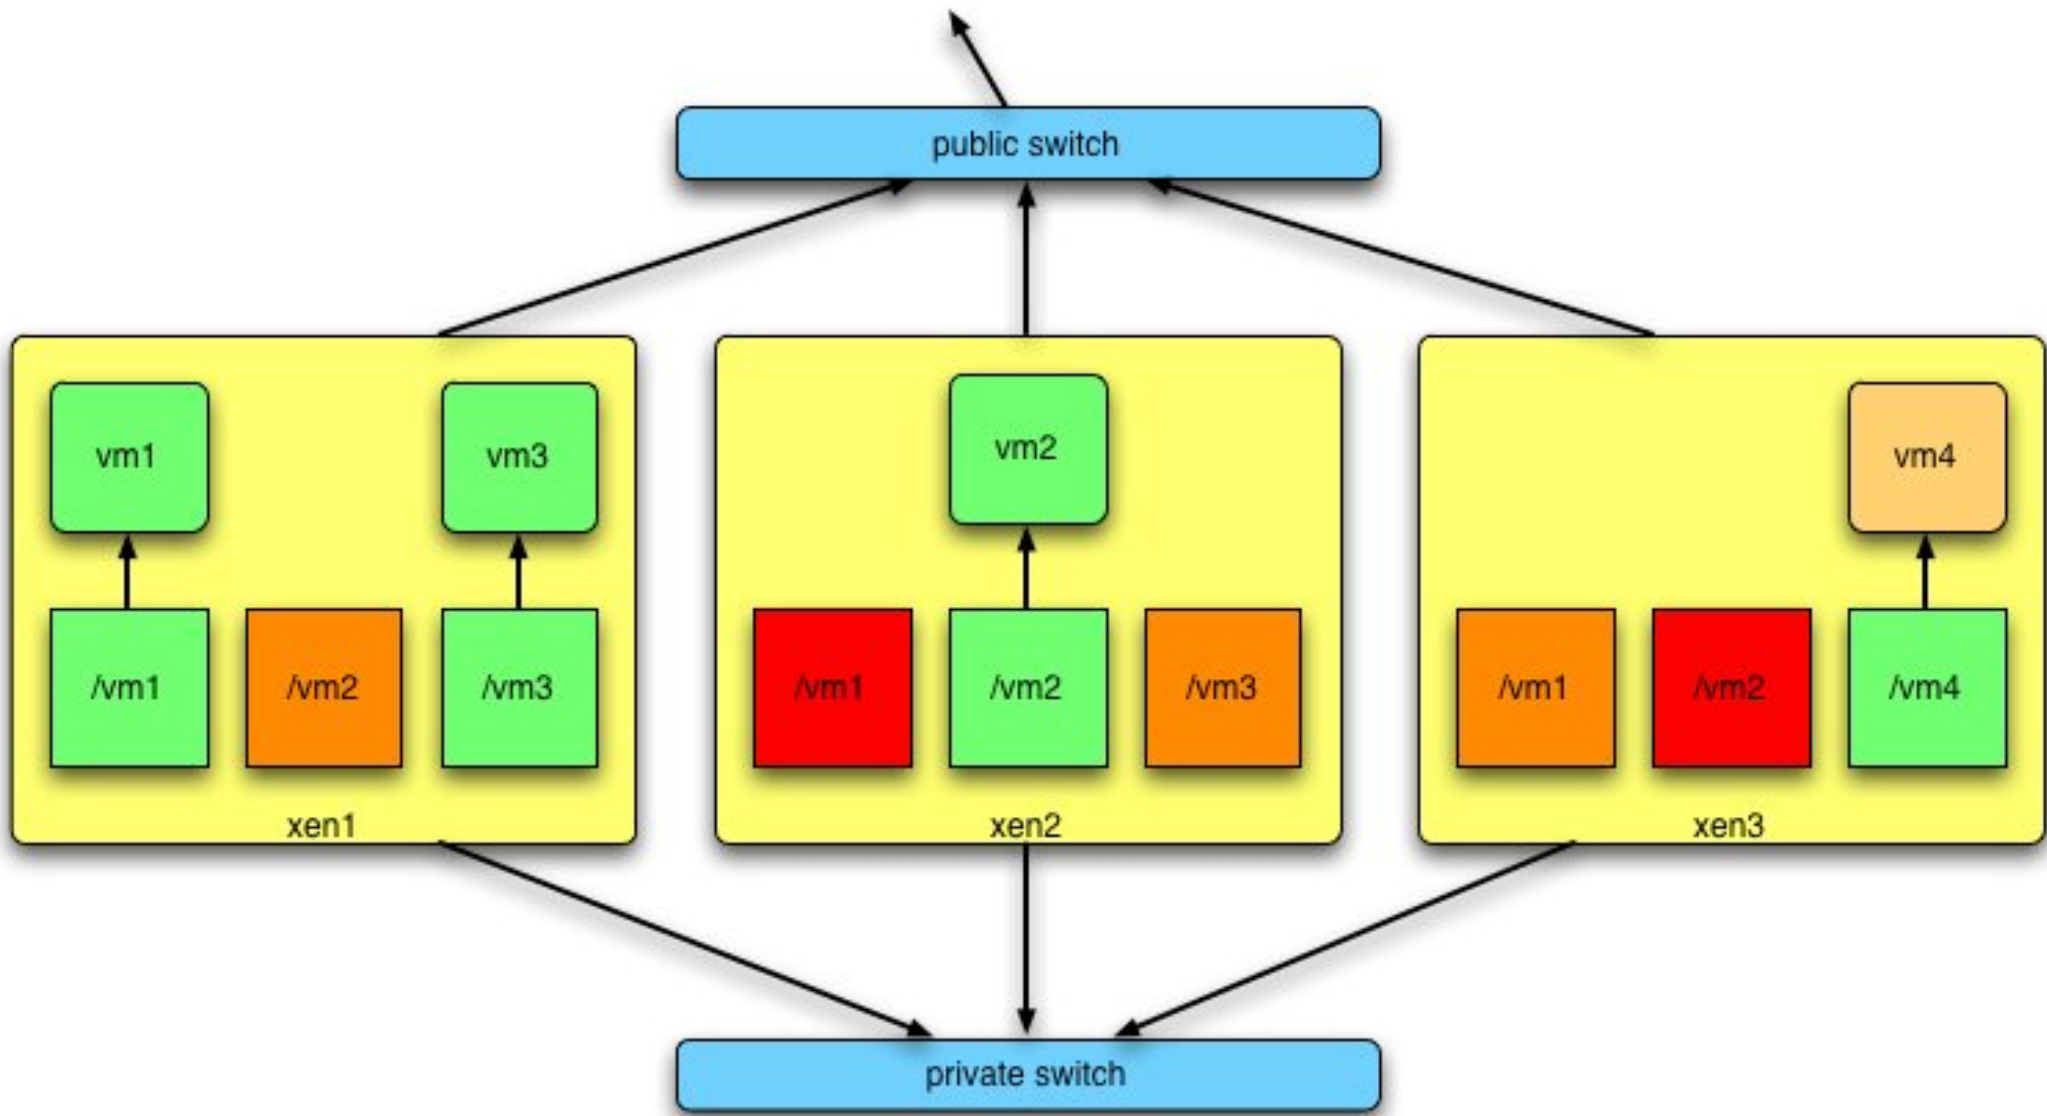 public switch
vm1
vm3
vm2
vm4
/vm1
/vm2
/vm3
/vm1
/vm2
/vm3
/vm1
/vm2
/vm4
xen1
xen2
xen3
private switch